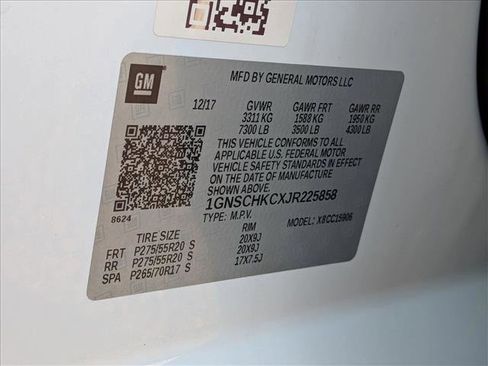 GM
MFD BY GENERAL MOTORS LLC
12/17 GVWR GAWR FRT GAWR RR
3311 KG 1588 KG 1950 KG
7300 LB 3500 LB 4300 LB
THIS VEHICLE CONFORMS TO ALL
APPLICABLE U.S. FEDERAL MOTOR
VEHICLE SAFETY STANDARDS IN EFFECT
ON THE DATE OF MANUFACTURE
SHOWN ABOVE.
1GNSCHKCXJR225858
8624
TYPE: M.P.V. MODEL: X8CC15906
TIRE SIZE RIM
FRT P275/55R20 S 20X9J
RR P275/55R20 S 20X9J
SPA P265/70R17 S 17X7.5J